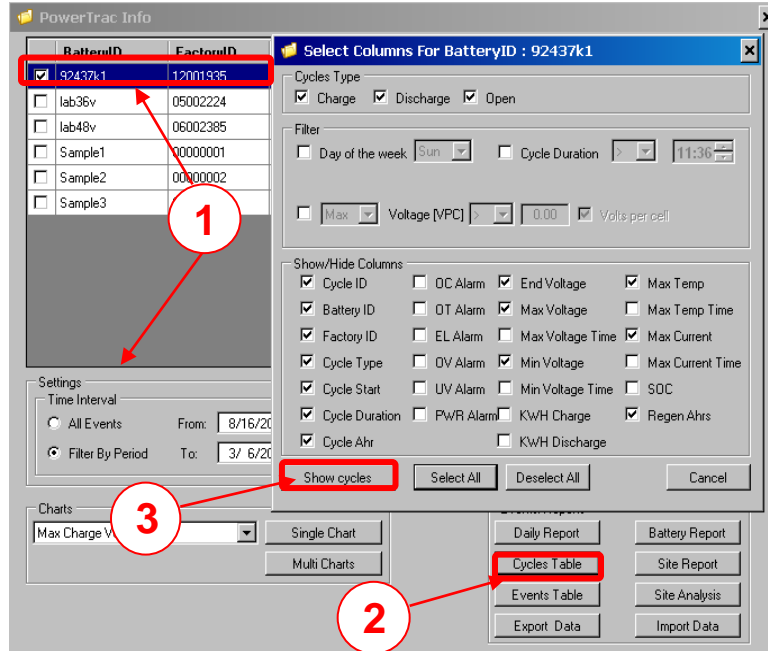 PowerTrac Info
BatteryID FactoryID
92437k1 12001935
lab36v 05002224
lab48v 06002385
Sample1 00000001
Sample2 00000002
Sample3
1
Settings
Time Interval
All Events From: 8/16/20
Filter By Period To: 3/ 6/20
Charts
Max Charge V
Single Chart
Multi Charts
3
Select Columns For BatteryID : 92437k1
Cycles Type
Charge Discharge Open
Filter
Day of the week Sun Cycle Duration > 11:36
Max Voltage [VPC] > 0.00 Volts per cell
Show/Hide Columns
Cycle ID OC Alarm End Voltage Max Temp
Battery ID OT Alarm Max Voltage Max Temp Time
Factory ID EL Alarm Max Voltage Time Max Current
Cycle Type OV Alarm Min Voltage Max Current Time
Cycle Start UV Alarm Min Voltage Time SOC
Cycle Duration PWR Alarm KWH Charge Regen Ahrs
Cycle Ahr KWH Discharge
Show cycles Select All Deselect All Cancel
Daily Report Battery Report
Cycles Table Site Report
Events Table Site Analysis
Export Data Import Data
2